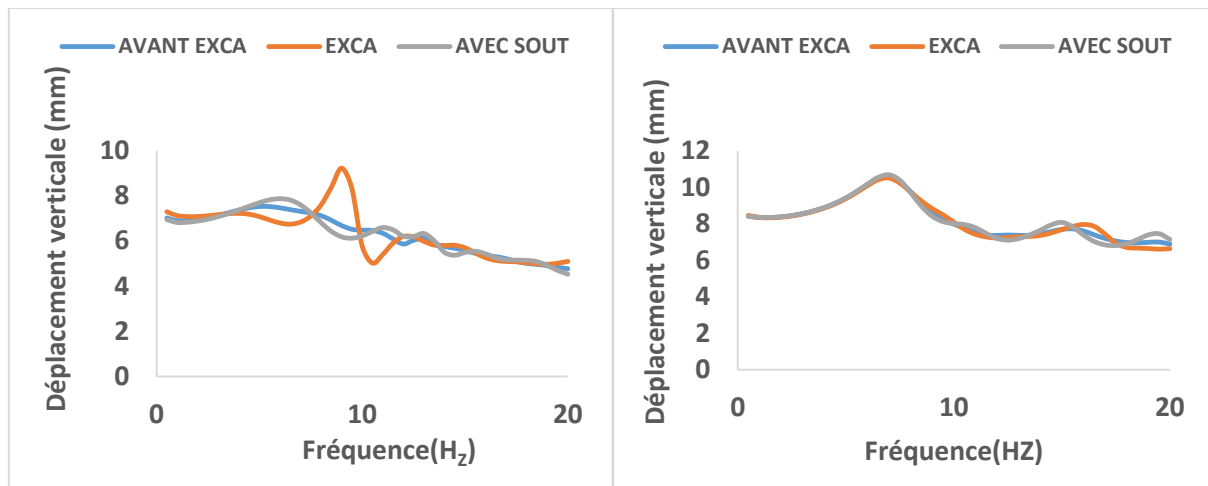 AVANT EXCA EXCA AVEC SOUT
Déplacement verticale (mm)
10
8
6
4
2
0
0 10 20
Fréquence(HZ)
AVANT EXCA EXCA AVEC SOUT
Déplacement verticale (mm)
12
10
8
6
4
2
0
0 10 20
Fréquence(HZ)